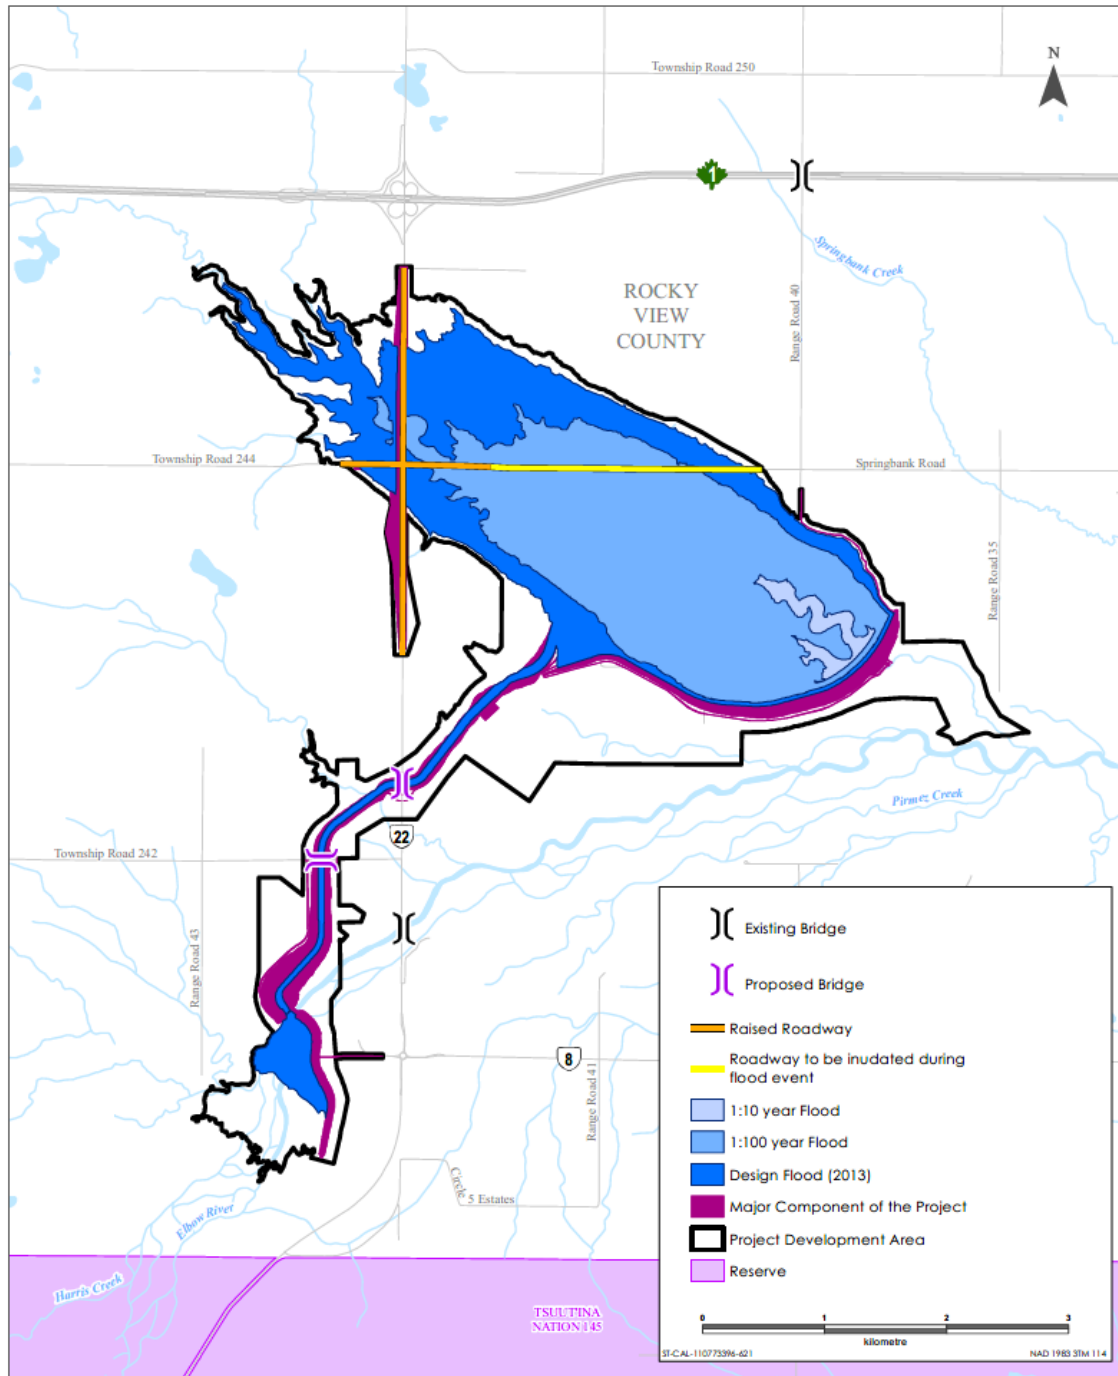 Township Road 250
N
1
Springbank Creek
ROCKY
VIEW
COUNTY
Range Road 40
Township Road 244
Springbank Road
Range Road 35
Pirmez Creek
22
Township Road 242
Range Road 43
8
Range Road 41
Circle 5 Estates
Elbow River
Harris Creek
TSUUT'INA
NATION 145
Existing Bridge
Proposed Bridge
Raised Roadway
Roadway to be inudated during
flood event
1:10 year Flood
1:100 year Flood
Design Flood (2013)
Major Component of the Project
Project Development Area
Reserve
0 1 2 3
kilometre
ST-CAL-110773396-621
NAD 1983 3TM 114